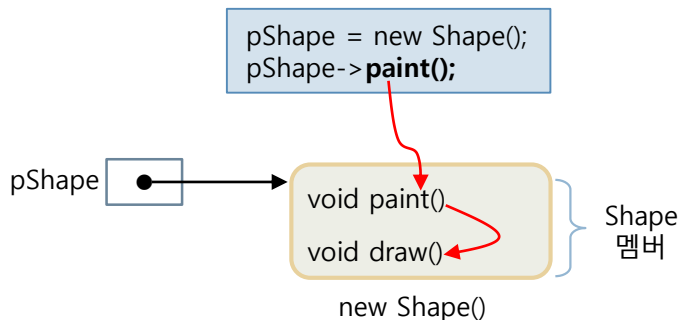 pShape = new Shape();
pShape->paint();
pShape
void paint()
void draw()
Shape
멤버
new Shape()